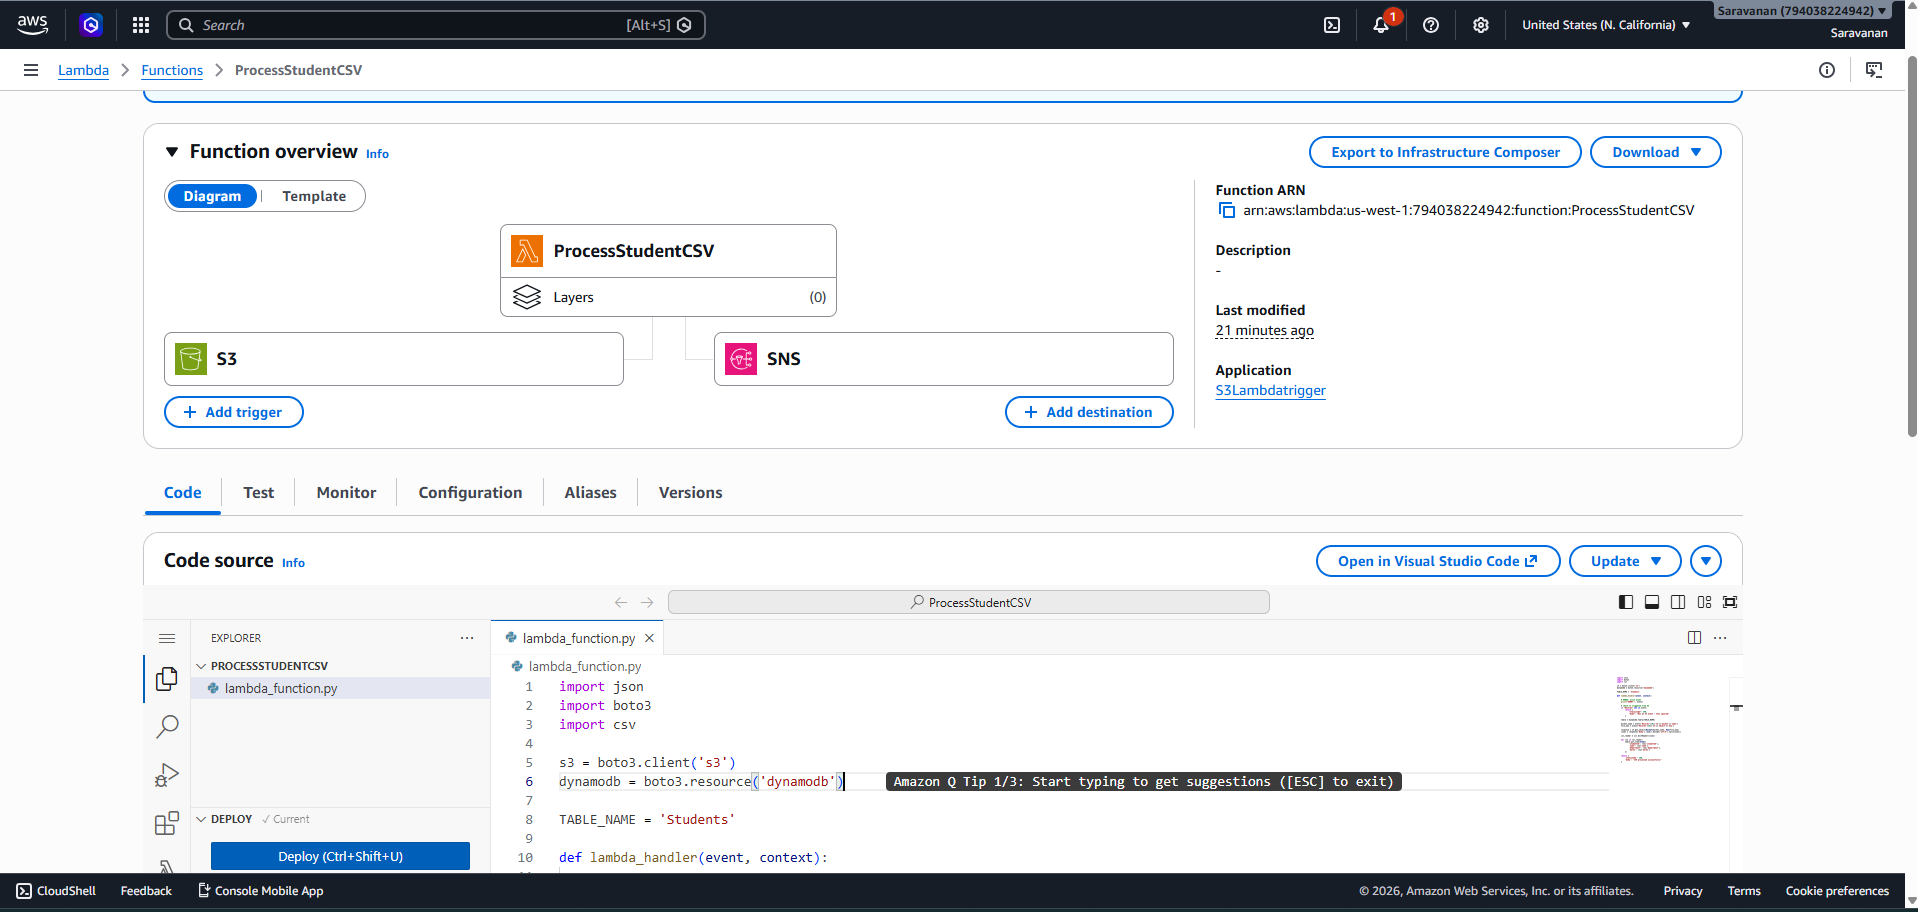 aws
Search
[Alt+S]
1
United States (N. California)
Saravanan (794038224942)
Saravanan
Lambda
Functions
ProcessStudentCSV
Function overview
Info
Export to Infrastructure Composer
Download
Diagram
Template
ProcessStudentCSV
Layers
(0)
S3
SNS
Add trigger
Add destination
Function ARN
arn:aws:lambda:us-west-1:794038224942:function:ProcessStudentCSV
Description
-
Last modified
21 minutes ago
Application
S3Lambdatrigger
Code
Test
Monitor
Configuration
Aliases
Versions
Code source
Info
Open in Visual Studio Code
Update
ProcessStudentCSV
EXPLORER
PROCESSSTUDENTCSV
lambda_function.py
DEPLOY
Current
Deploy (Ctrl+Shift+U)
lambda_function.py
lambda_function.py
1 import json
2 import boto3
3 import csv
4
5 s3 = boto3.client('s3')
6 dynamodb = boto3.resource('dynamodb')
Amazon Q Tip 1/3: Start typing to get suggestions ([ESC] to exit)
7
8 TABLE_NAME = 'Students'
9
10 def lambda_handler(event, context):
CloudShell
Feedback
Console Mobile App
© 2026, Amazon Web Services, Inc. or its affiliates.
Privacy
Terms
Cookie preferences